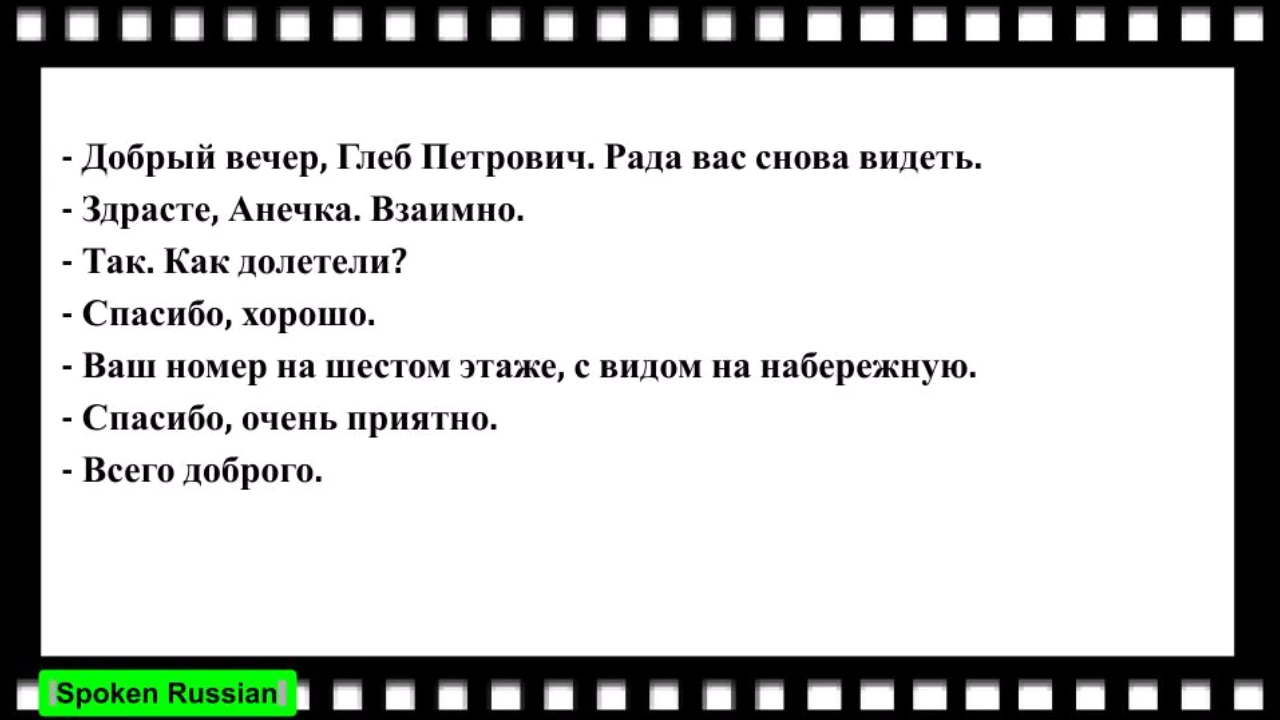 - Добрый вечер, Глеб Петрович. Рада вас снова видеть.
- Здрасте, Анечка. Взаимно.
- Так. Как долетели?
- Спасибо, хорошо.
- Ваш номер на шестом этаже, с видом на набережную.
- Спасибо, очень приятно.
- Всего доброго.
Spoken Russian